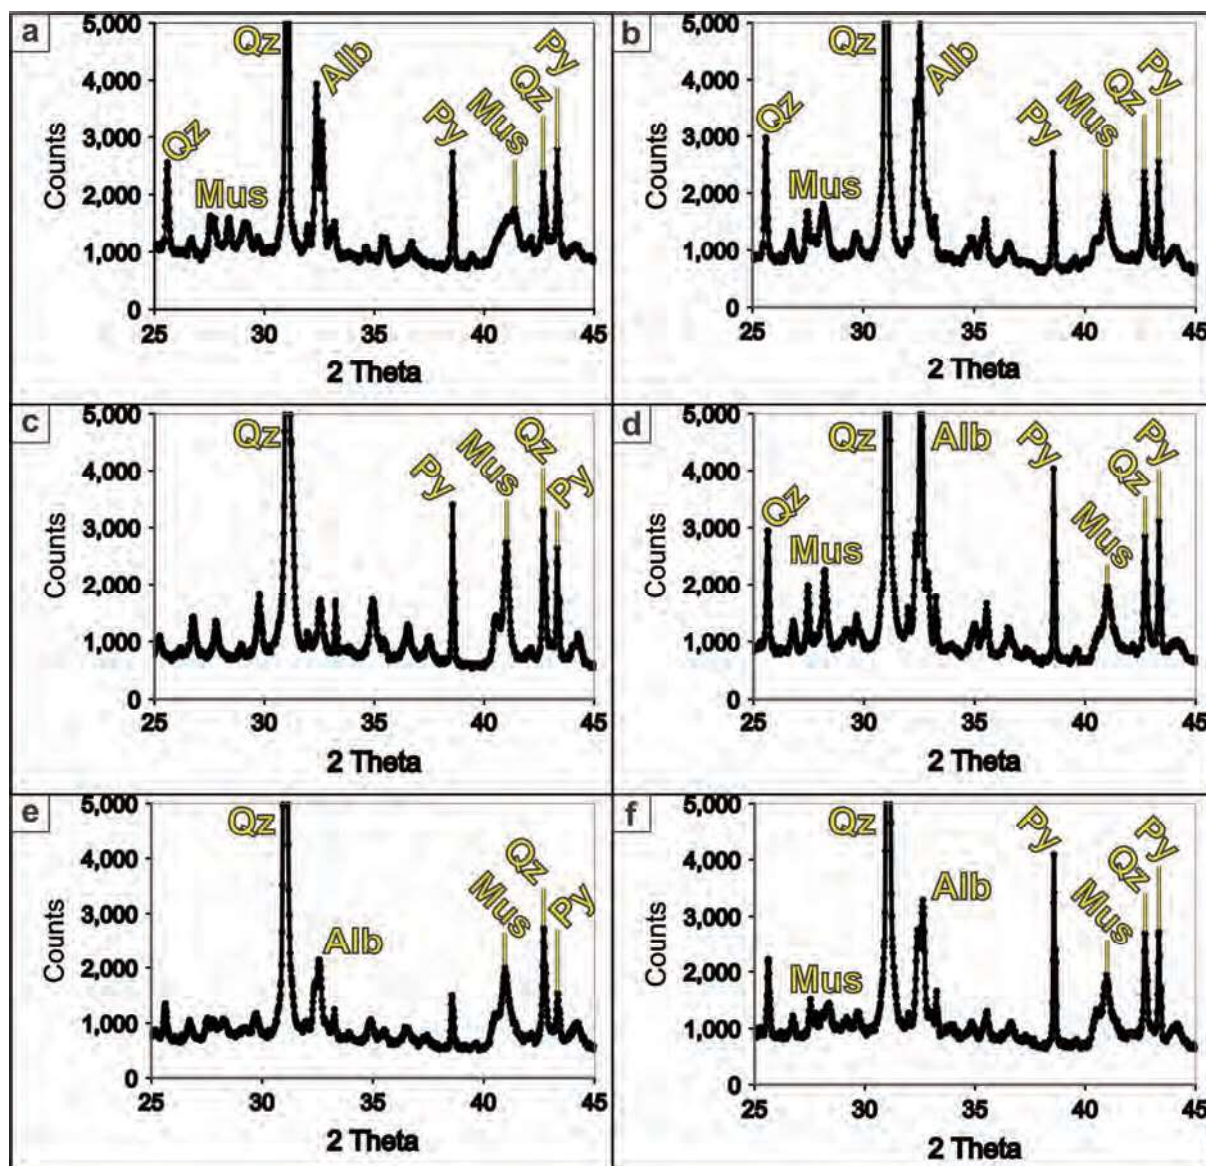 a
5,000
4,000
3,000
2,000
1,000
0
Counts
Qz
Mus
Qz
Alb
Py
Mus
Qz
Py
25 30 35 40 45
2 Theta
b
5,000
4,000
3,000
2,000
1,000
0
Counts
Qz
Mus
Qz
Alb
Py
Mus
Qz
Py
25 30 35 40 45
2 Theta
c
5,000
4,000
3,000
2,000
1,000
0
Counts
Qz
Py
Mus
Qz
Py
25 30 35 40 45
2 Theta
d
5,000
4,000
3,000
2,000
1,000
0
Counts
Qz
Mus
Qz
Alb
Py
Mus
Qz
Py
25 30 35 40 45
2 Theta
e
5,000
4,000
3,000
2,000
1,000
0
Counts
Qz
Alb
Mus
Qz
Py
25 30 35 40 45
2 Theta
f
5,000
4,000
3,000
2,000
1,000
0
Counts
Mus
Qz
Alb
Py
Mus
Qz
Py
25 30 35 40 45
2 Theta